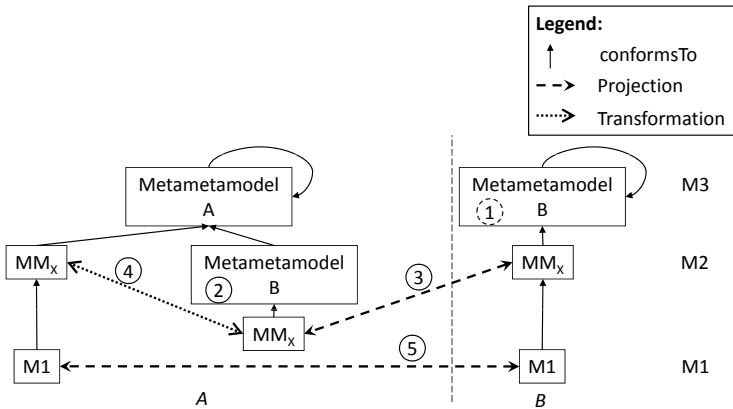 Legend:
conformsTo
Projection
Transformation
Metametamodel
A
Metametamodel
1 B
M3
MMx
4
Metametamodel
2 B
3
MMx
M2
MMx
M1
5
M1
M1
A
B